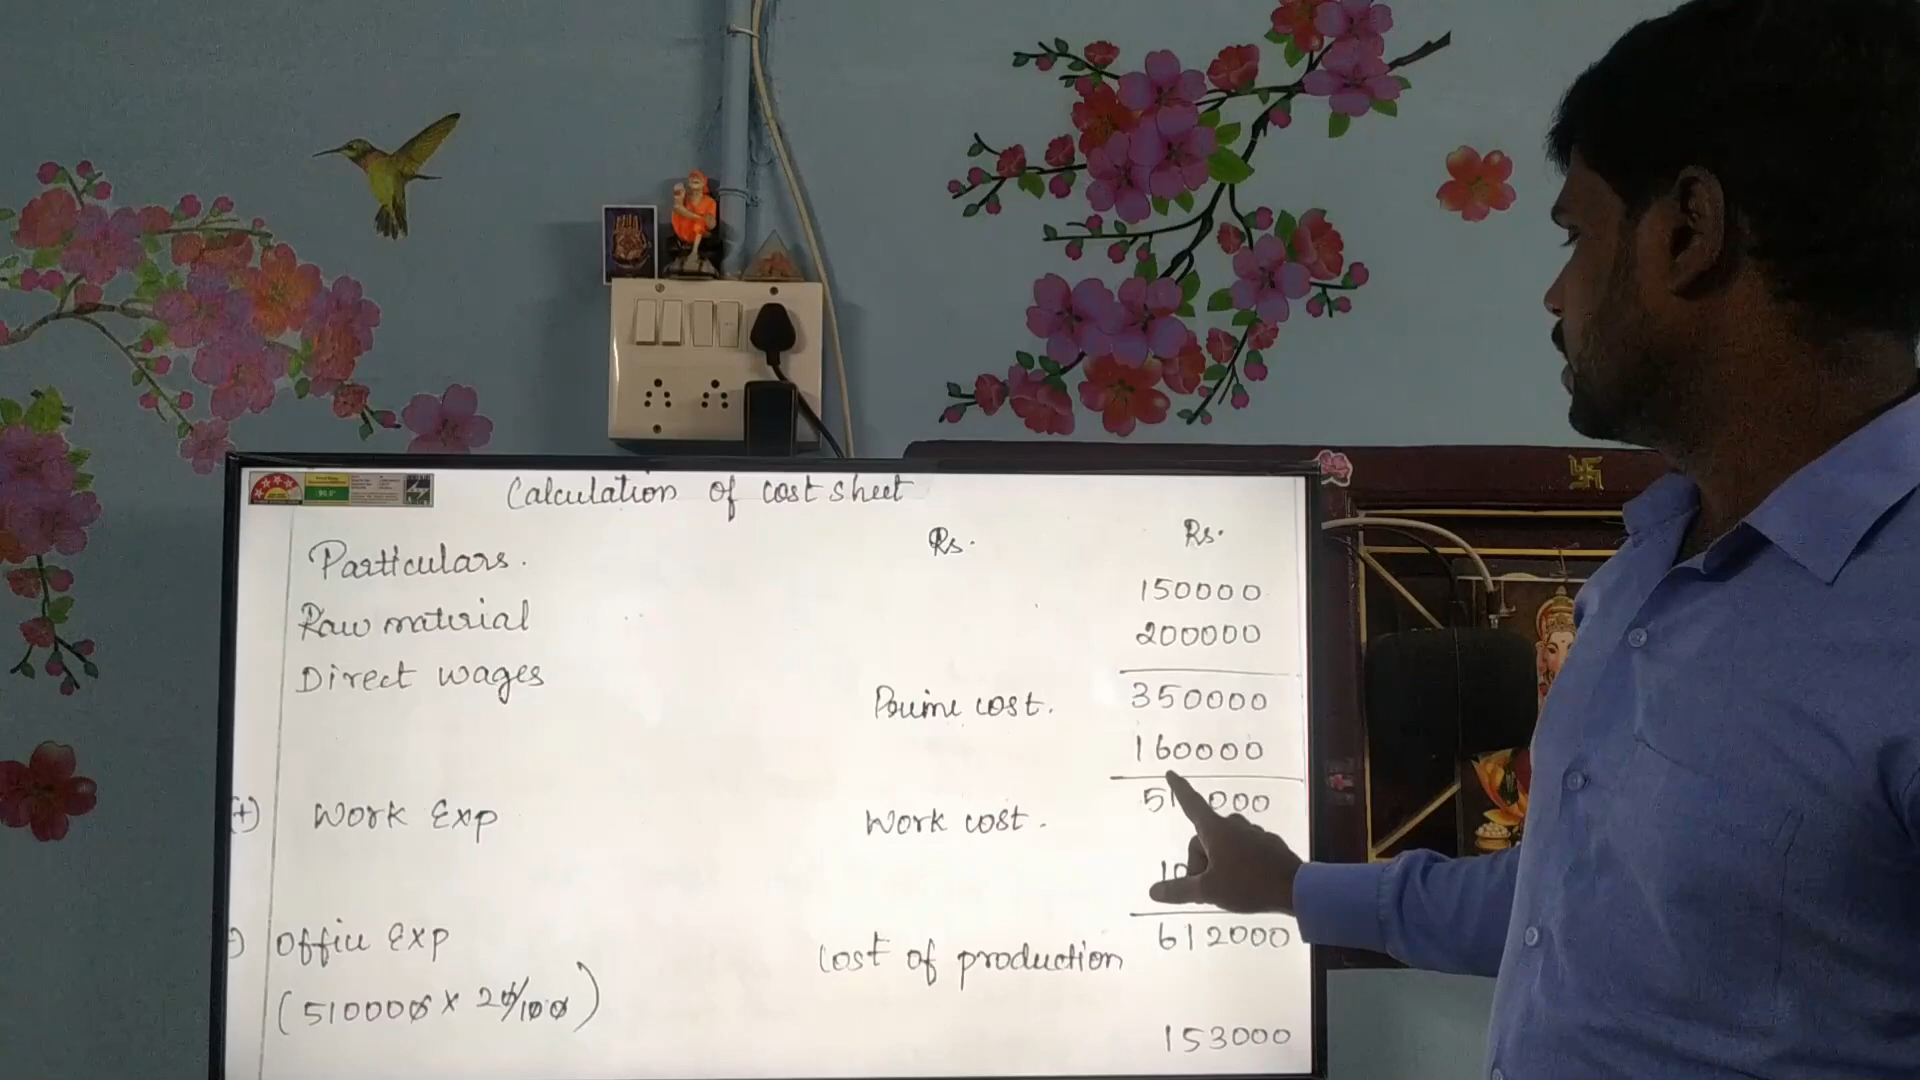 Calculation of cost sheet
Particulars. Rs. Rs.
150000
Raw material 200000
Direct wages
Prime cost. 350000
160000
(+) Work Exp Work cost.
Office Exp Cost of production 612000
(510000 x 20/100)
153000